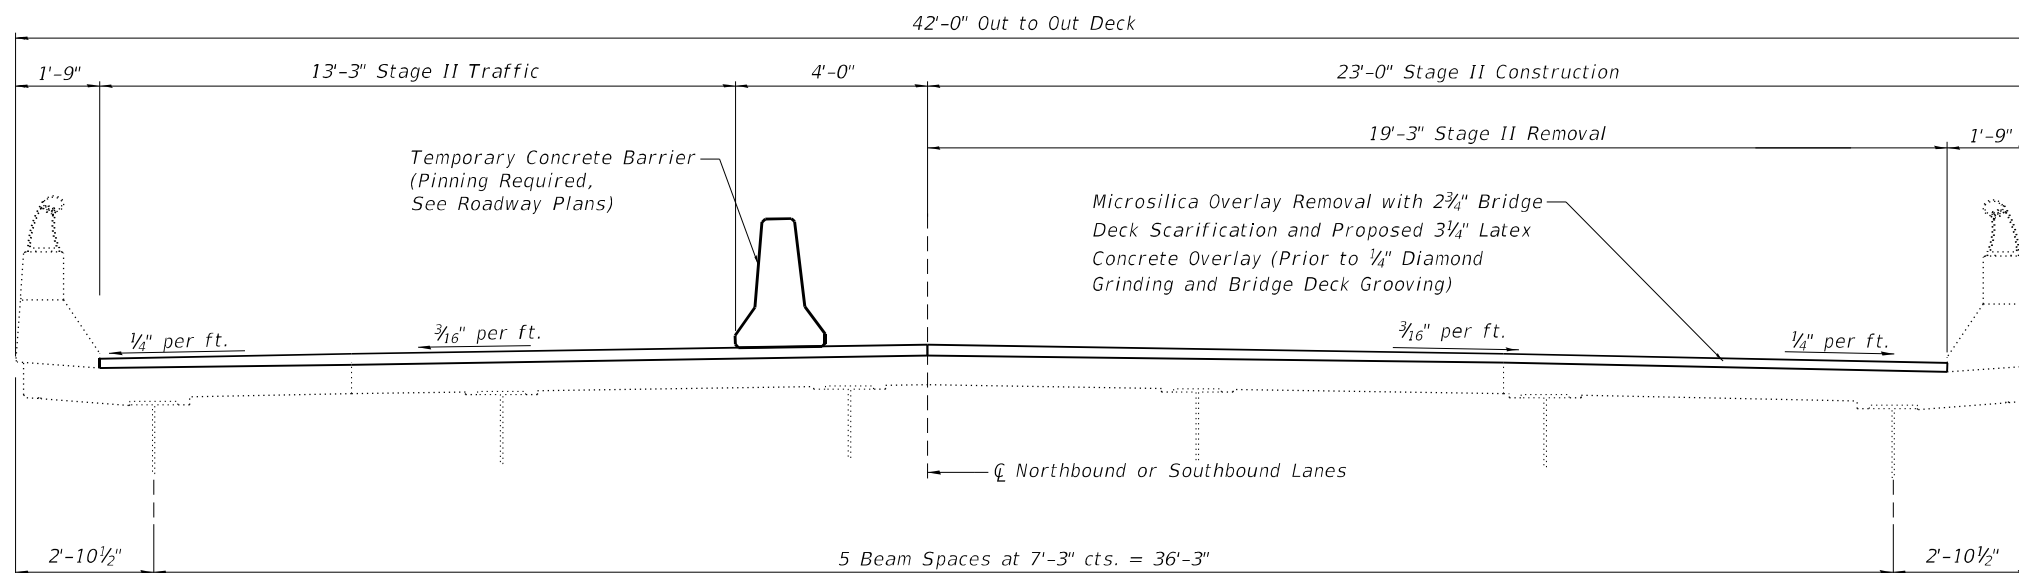 42'-0" Out to Out Deck
1'-9"
13'-3" Stage II Traffic
4'-0"
23'-0" Stage II Construction
19'-3" Stage II Removal
1'-9"
Temporary Concrete Barrier
(Pinning Required,
See Roadway Plans)
Microsilica Overlay Removal with 2¾" Bridge
Deck Scarification and Proposed 3¼" Latex
Concrete Overlay (Prior to ¼" Diamond
Grinding and Bridge Deck Grooving)
¼" per ft.
3/16" per ft.
3/16" per ft.
¼" per ft.
℄ Northbound or Southbound Lanes
2'-10½"
5 Beam Spaces at 7'-3" cts. = 36'-3"
2'-10½"